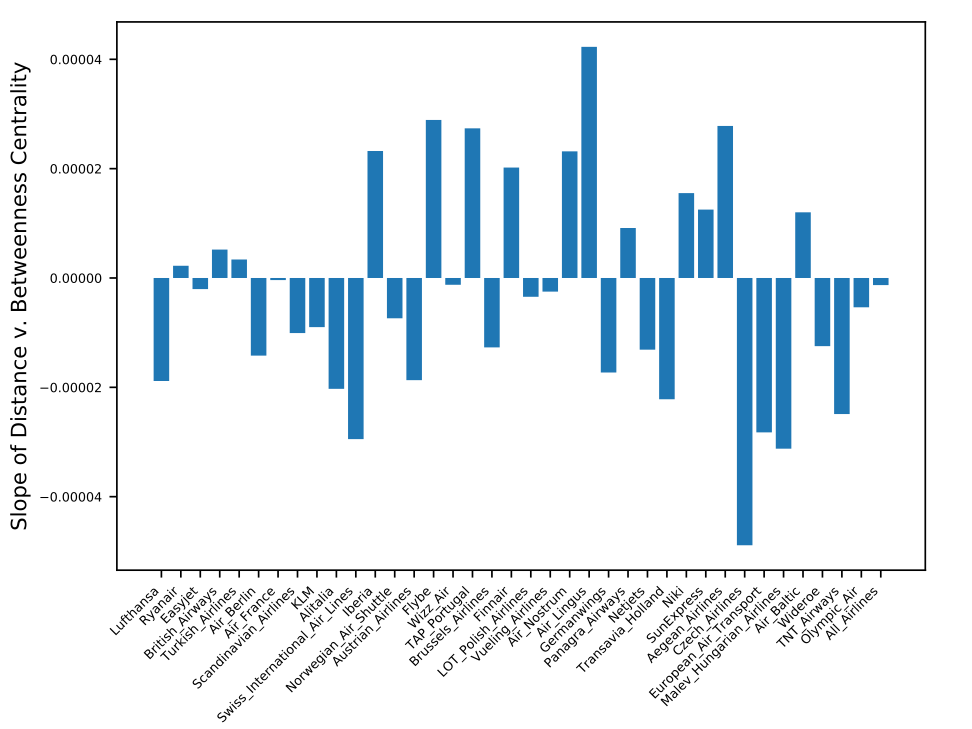 Slope of Distance v. Betweenness Centrality
0.00004
0.00002
0.00000
−0.00002
−0.00004
Lufthansa
Ryanair
Easyjet
British_Airways
Turkish_Airlines
Air_Berlin
Air_France
Scandinavian_Airlines
KLM
Alitalia
Swiss_International_Air_Lines
Iberia
Norwegian_Air_Shuttle
Austrian_Airlines
Flybe
Wizz_Air
TAP_Portugal
Brussels_Airlines
Finnair
LOT_Polish_Airlines
Vueling_Airlines
Air_Nostrum
Air_Lingus
Germanwings
Panagra_Airways
Netjets
Transavia_Holland
Niki
SunExpress
Aegean_Airlines
Czech_Airlines
European_Air_Transport
Malev_Hungarian_Airlines
Air_Baltic
Wideroe
TNT_Airways
Olympic_Air
All_Airlines